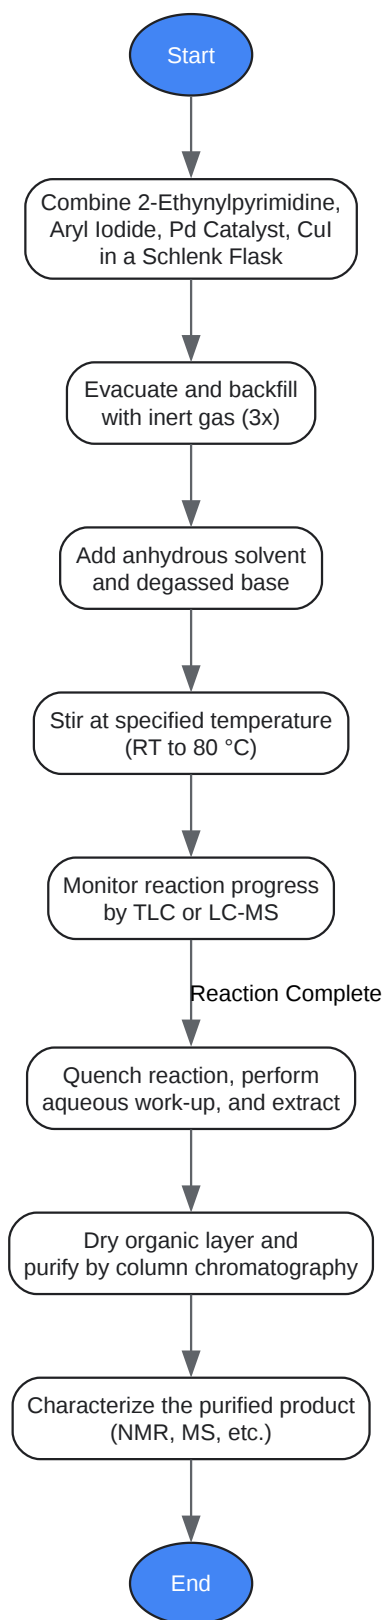 Start
Combine 2-Ethynylpyrimidine,
Aryl Iodide, Pd Catalyst, CuI
in a Schlenk Flask
Evacuate and backfill
with inert gas (3x)
Add anhydrous solvent
and degassed base
Stir at specified temperature
(RT to 80 °C)
Monitor reaction progress
by TLC or LC-MS
Reaction Complete
Quench reaction, perform
aqueous work-up, and extract
Dry organic layer and
purify by column chromatography
Characterize the purified product
(NMR, MS, etc.)
End